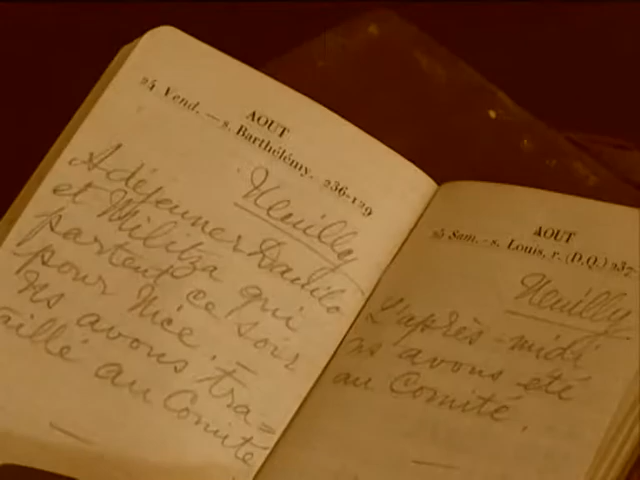 AOUT
24 Vend. — s. Barthélémy. 236-129
Neuilly
A déjeuner Danilo
et Militza qui
partent ce soir
pour Nice. —
Ns avons tra=
aillé au Comité
AOUT
25 Sam. - s. Louis, r. (D.Q.) 237
Neuilly
L'après-midi
ns avons été
au Comité.